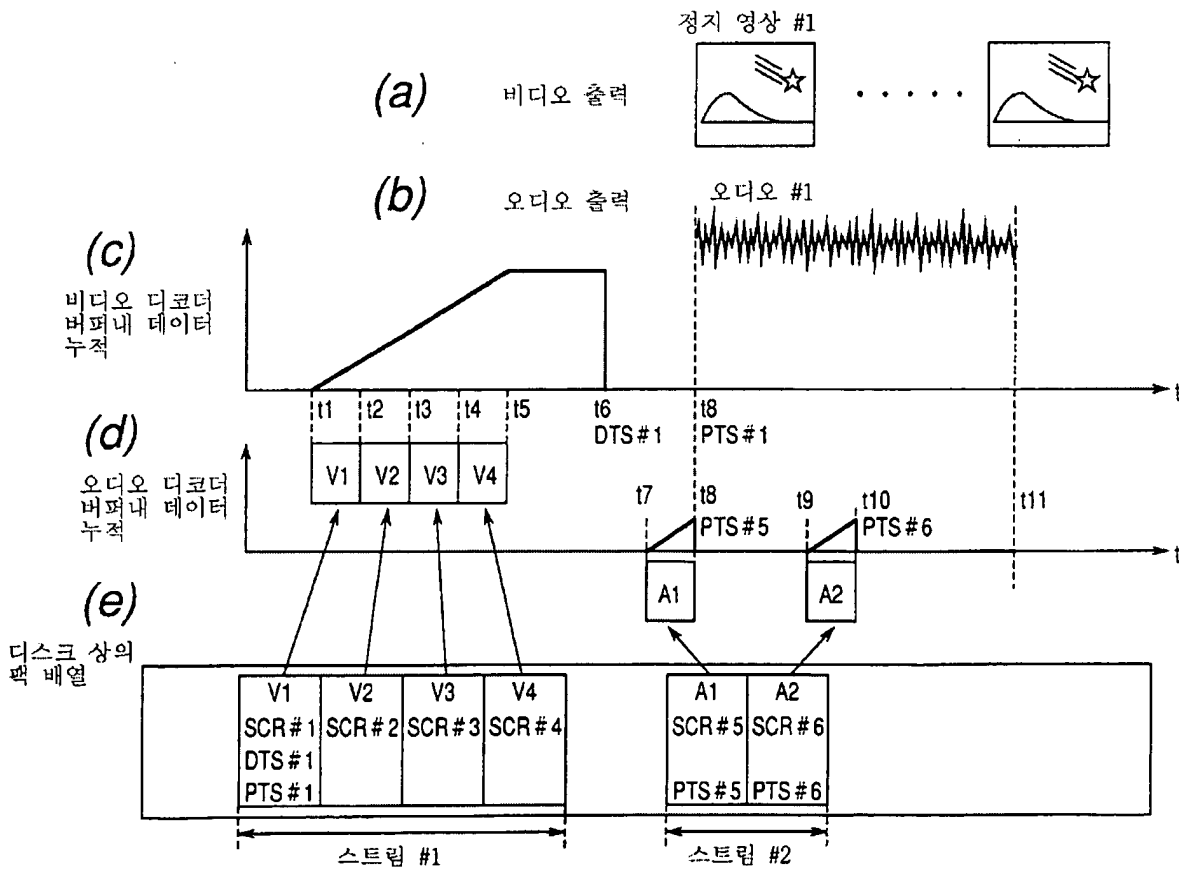 정지 영상 #1
(a)
비디오 출력
(b)
오디오 출력
오디오 #1
(c)
비디오 디코더
버퍼내 데이터
누적
t
t1 t2 t3 t4 t5 t6 t8
DTS#1 PTS#1
(d)
오디오 디코더
버퍼내 데이터
누적
V1 V2 V3 V4
t7 t8 t9 t10 t11
PTS#5 PTS#6
t
A1 A2
(e)
디스크 상의
팩 배열
V1 V2 V3 V4 A1 A2
SCR#1 SCR#2 SCR#3 SCR#4 SCR#5 SCR#6
DTS#1
PTS#1 PTS#5 PTS#6
스트림 #1 스트림 #2